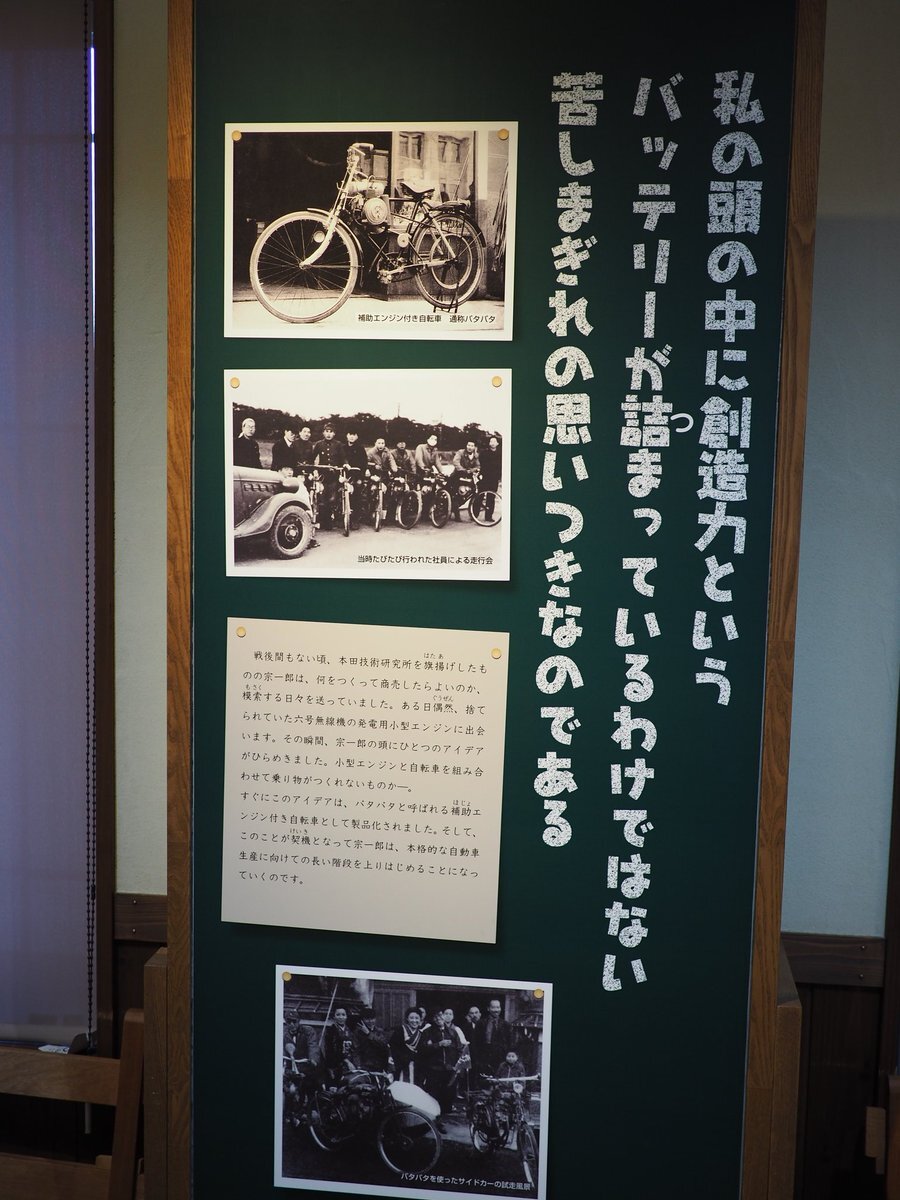 私の頭の中に創造力という
バッテリーが詰まっているわけではない
つ
苦しまぎれの思いつきなのである
補助エンジン付き自転車　通称バタバタ
当時たびたび行われた社員による走行会
はた あ
戦後間もない頃、本田技術研究所を旗揚げしたも
のの宗一郎は、何をつくって商売したらよいのか、
もさく
ぐうぜん
模索する日々を送っていました。ある日偶然、捨て
られていた六号無線機の発電用小型エンジンに出会
います。その瞬間、宗一郎の頭にひとつのアイデア
がひらめきました。小型エンジンと自転車を組み合
わせて乗り物がつくれないものか―。
ほじょ
すぐにこのアイデアは、バタバタと呼ばれる補助エ
ンジン付き自転車として製品化されました。そして、
けいき
このことが契機となって宗一郎は、本格的な自動車
生産に向けての長い階段を上りはじめることになっ
ていくのです。
バタバタを使ったサイドカーの試走風景